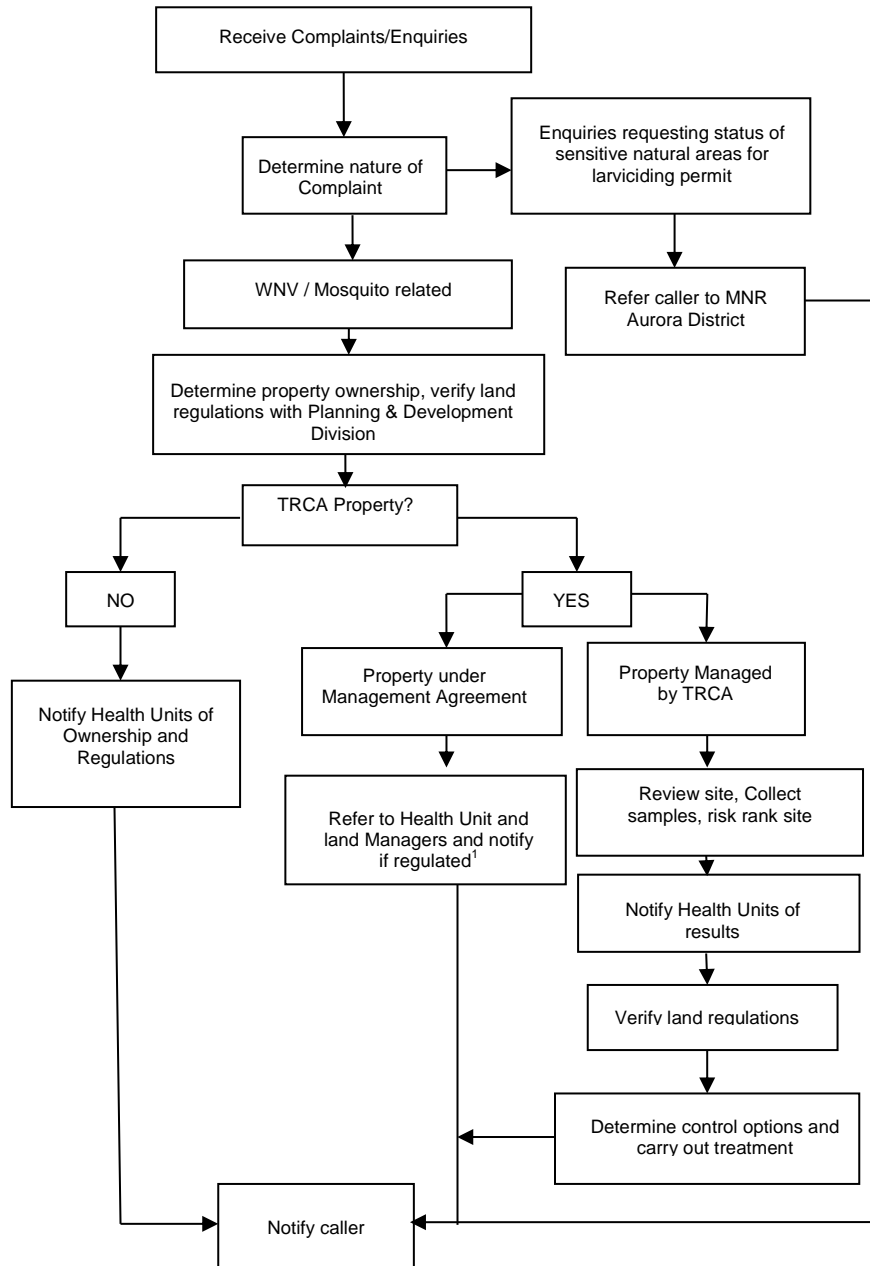 Receive Complaints/Enquiries
Enquiries requesting status of
sensitive natural areas for
larviciding permit
Determine nature of
Complaint
WNV / Mosquito related
Refer caller to MNR
Aurora District
Determine property ownership, verify land
regulations with Planning & Development
Division
TRCA Property?
NO
YES
Property under
Management Agreement
Property Managed
by TRCA
Notify Health Units of
Ownership and
Regulations
Refer to Health Unit and
land Managers and notify
if regulated¹
Review site, Collect
samples, risk rank site
Notify Health Units of
results
Verify land regulations
Determine control options and
carry out treatment
Notify caller